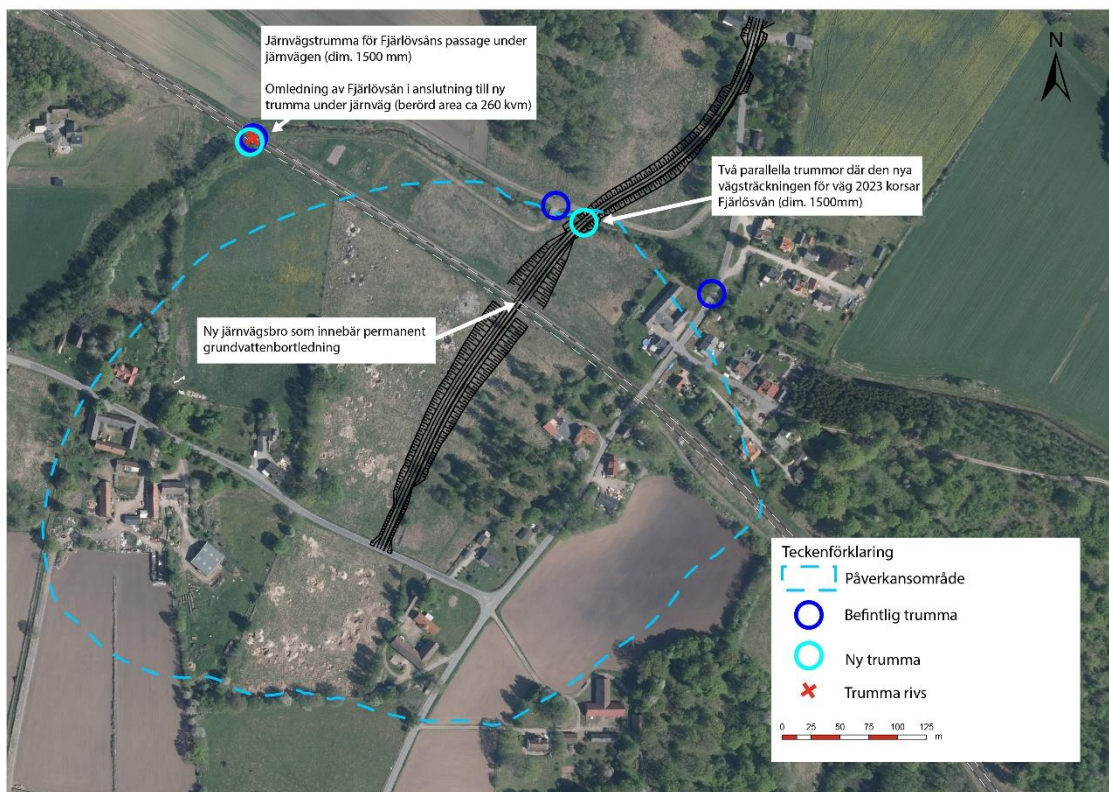 Järnvägstrumma för Fjärlövsåns passage under
järnvägen (dim. 1500 mm)
Omledning av Fjärlövsån i anslutning till ny
trumma under järnväg (berörd area ca 260 kvm)
N
Två parallella trummor där den nya
vägsträckningen för väg 2023 korsar
Fjärlösvån (dim. 1500mm)
Ny järnvägsbro som innebär permanent
grundvattenbortledning
Teckenförklaring
Påverkansområde
Befintlig trumma
Ny trumma
Trumma rivs
0 25 50 75 100 125
m